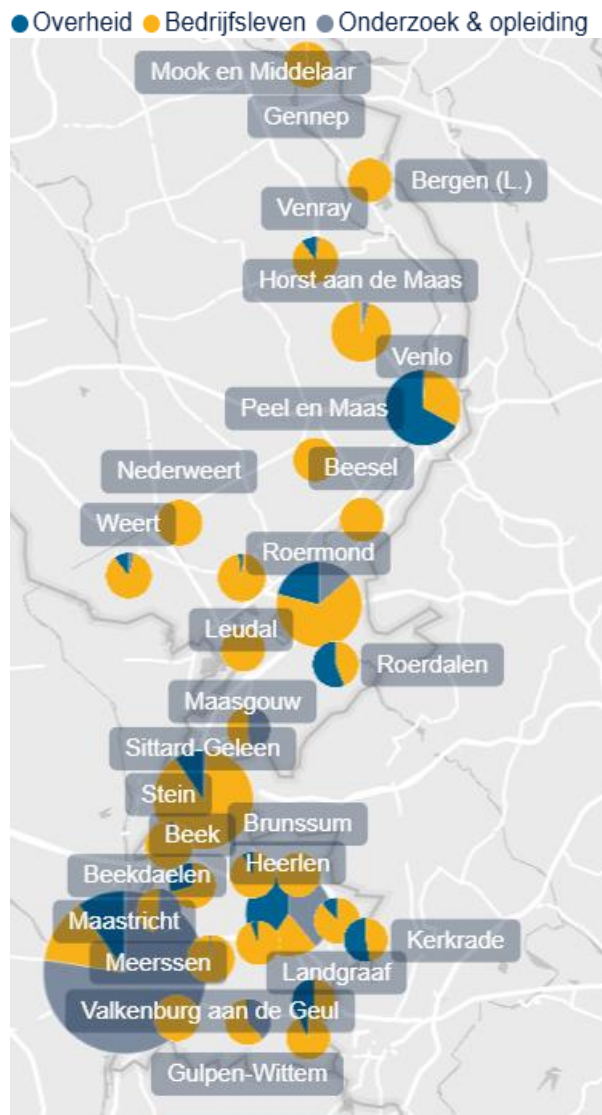 Overheid Bedrijfsleven Onderzoek & opleiding
Mook en Middelaar
Gennep
Bergen (L.)
Venray
Horst aan de Maas
Venlo
Peel en Maas
Nederweert
Beesel
Weert
Roermond
Leudal
Roerdalen
Maasgouw
Sittard-Geleen
Stein
Brunssum
Beek
Heerlen
Beekdaelen
Maastricht
Kerkrade
Meerssen
Landgraaf
Valkenburg aan de Geul
Gulpen-Wittem